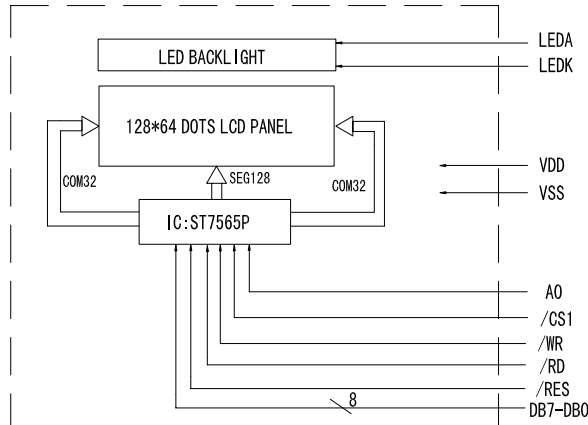 LEDA
LED BACKLIGHT
LEDK
128*64 DOTS LCD PANEL
COM32
SEG128
COM32
VDD
VSS
IC:ST7565P
A0
/CS1
/WR
/RD
/RES
8
DB7-DB0